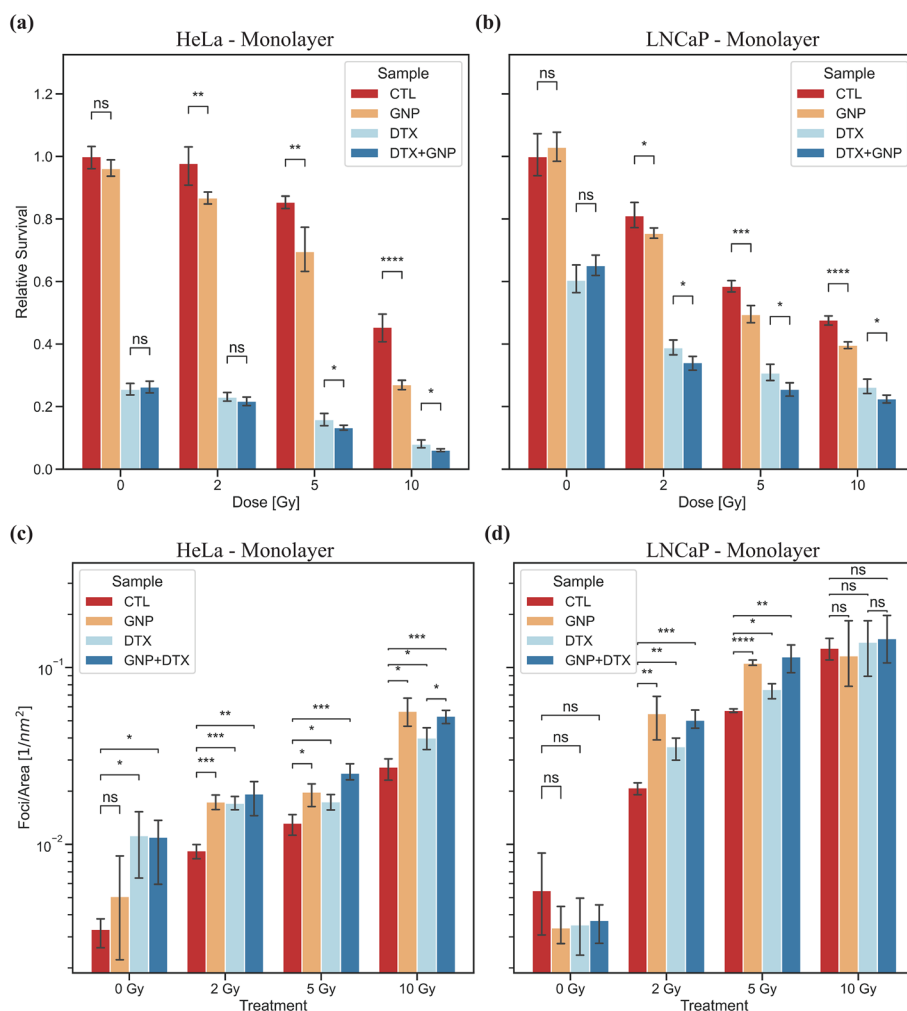 (a)
HeLa - Monolayer
Sample
CTL
GNP
DTX
DTX+GNP
ns
**
**
****
ns
ns
*
*
1.2
1.0
0.8
0.6
0.4
0.2
0.0
Relative Survival
0 2 5 10
Dose [Gy]
(b)
LNCaP - Monolayer
Sample
CTL
GNP
DTX
DTX+GNP
ns
ns
*
*
***
*
****
*
0 2 5 10
Dose [Gy]
(c)
HeLa - Monolayer
Sample
CTL
GNP
DTX
GNP+DTX
*
*
ns
**
***
***
***
*
*
***
*
*
*
10⁻¹
10⁻²
Foci/Area [1/nm²]
0 Gy 2 Gy 5 Gy 10 Gy
Treatment
(d)
LNCaP - Monolayer
Sample
CTL
GNP
DTX
GNP+DTX
ns
ns
ns
***
**
**
**
*
****
ns
ns
ns
ns
0 Gy 2 Gy 5 Gy 10 Gy
Treatment